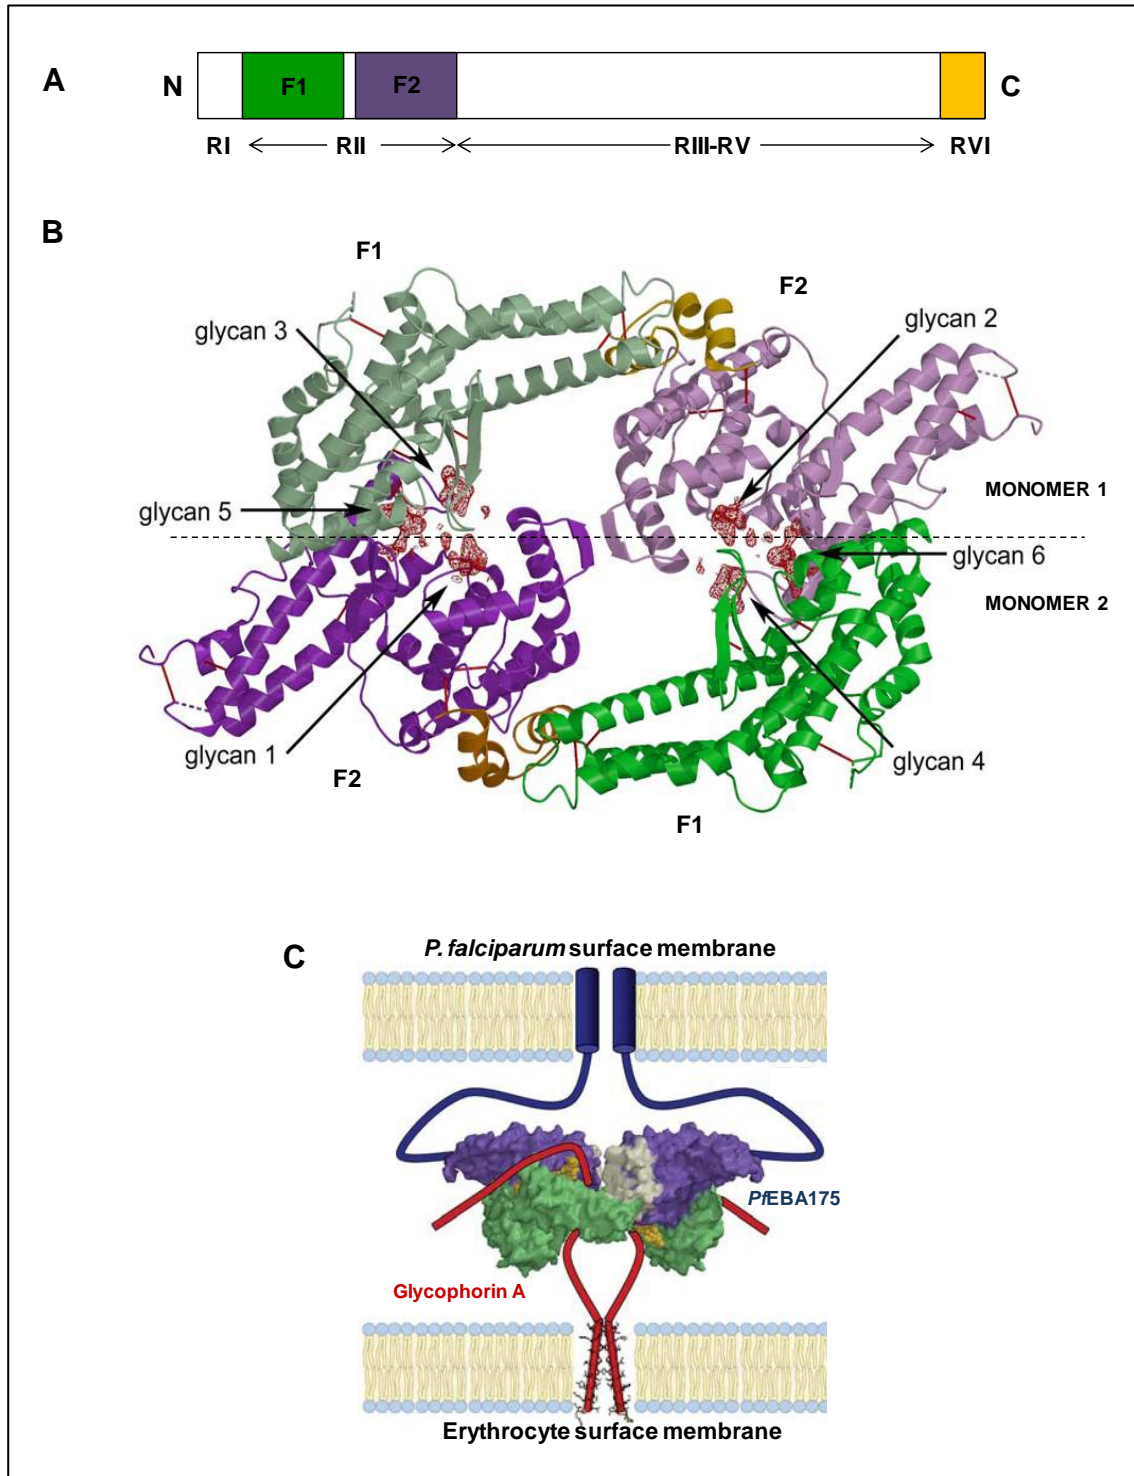 A
N
F1
F2
C
RI
RII
RIII-RV
RVI
B
F1
F2
glycan 3
glycan 2
glycan 5
MONOMER 1
glycan 6
MONOMER 2
glycan 1
glycan 4
F2
F1
C
P. falciparum surface membrane
PfEBA175
Glycophorin A
Erythrocyte surface membrane